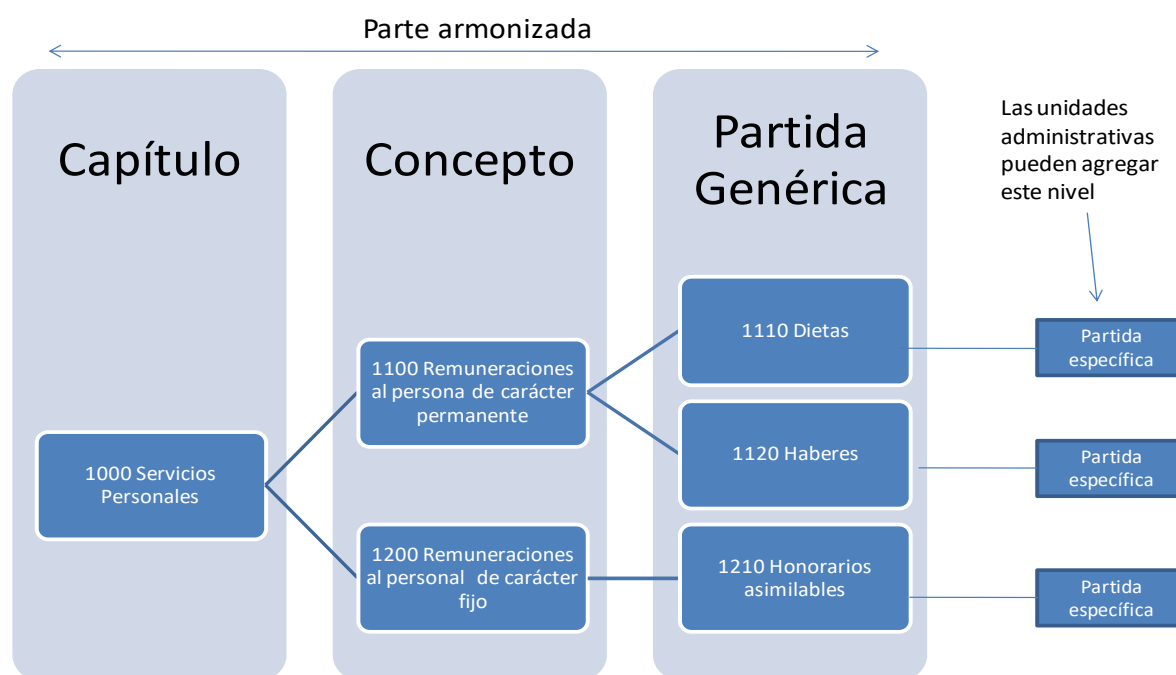 Parte armonizada
Capítulo
Concepto
Partida
Genérica
Las unidades
administrativas
pueden agregar
este nivel
1000 Servicios
Personales
1100 Remuneraciones
al persona de carácter
permanente
1200 Remuneraciones
al personal de carácter
fijo
1110 Dietas
1120 Haberes
1210 Honorarios
asimilables
Partida
específica
Partida
específica
Partida
específica